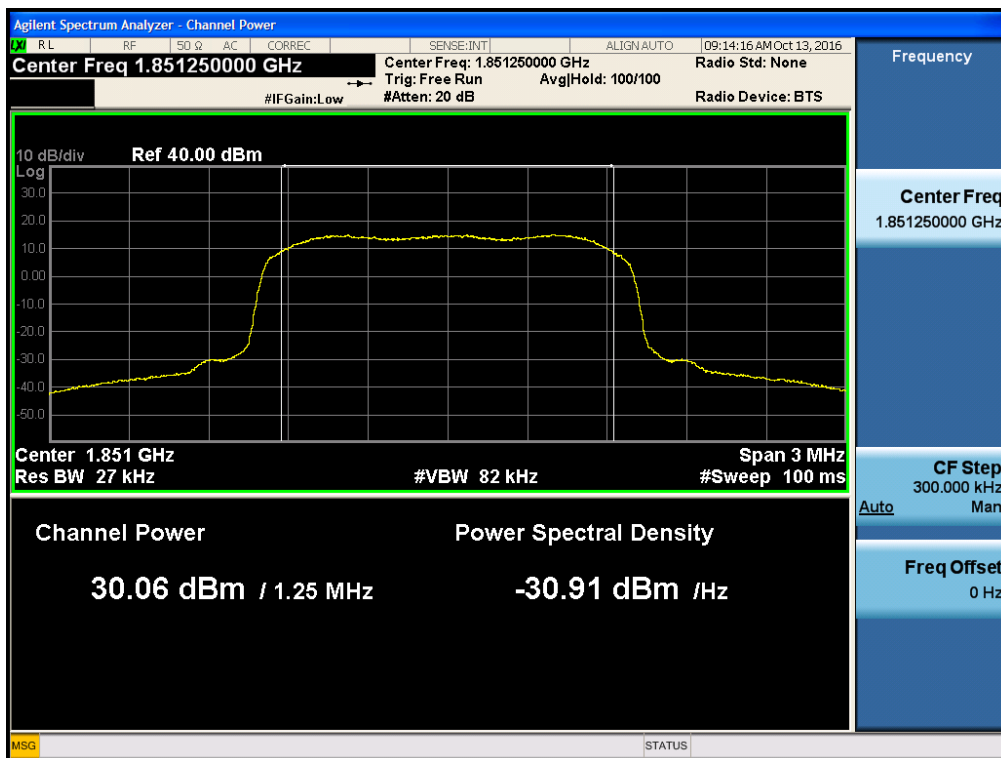 Agilent Spectrum Analyzer - Channel Power
LXI RL RF 50 Ω AC CORREC SENSE:INT ALIGN AUTO 09:14:16 AM Oct 13, 2016
Center Freq 1.851250000 GHz
Center Freq: 1.851250000 GHz Radio Std: None
Trig: Free Run Avg|Hold: 100/100
#IFGain:Low #Atten: 20 dB Radio Device: BTS
Frequency
10 dB/div Ref 40.00 dBm
Log
30.0
20.0
10.0
0.00
-10.0
-20.0
-30.0
-40.0
-50.0
Center 1.851 GHz Span 3 MHz
Res BW 27 kHz #VBW 82 kHz #Sweep 100 ms
Channel Power Power Spectral Density
30.06 dBm / 1.25 MHz -30.91 dBm /Hz
Center Freq
1.851250000 GHz
CF Step
300.000 kHz
Auto Man
Freq Offset
0 Hz
MSG STATUS